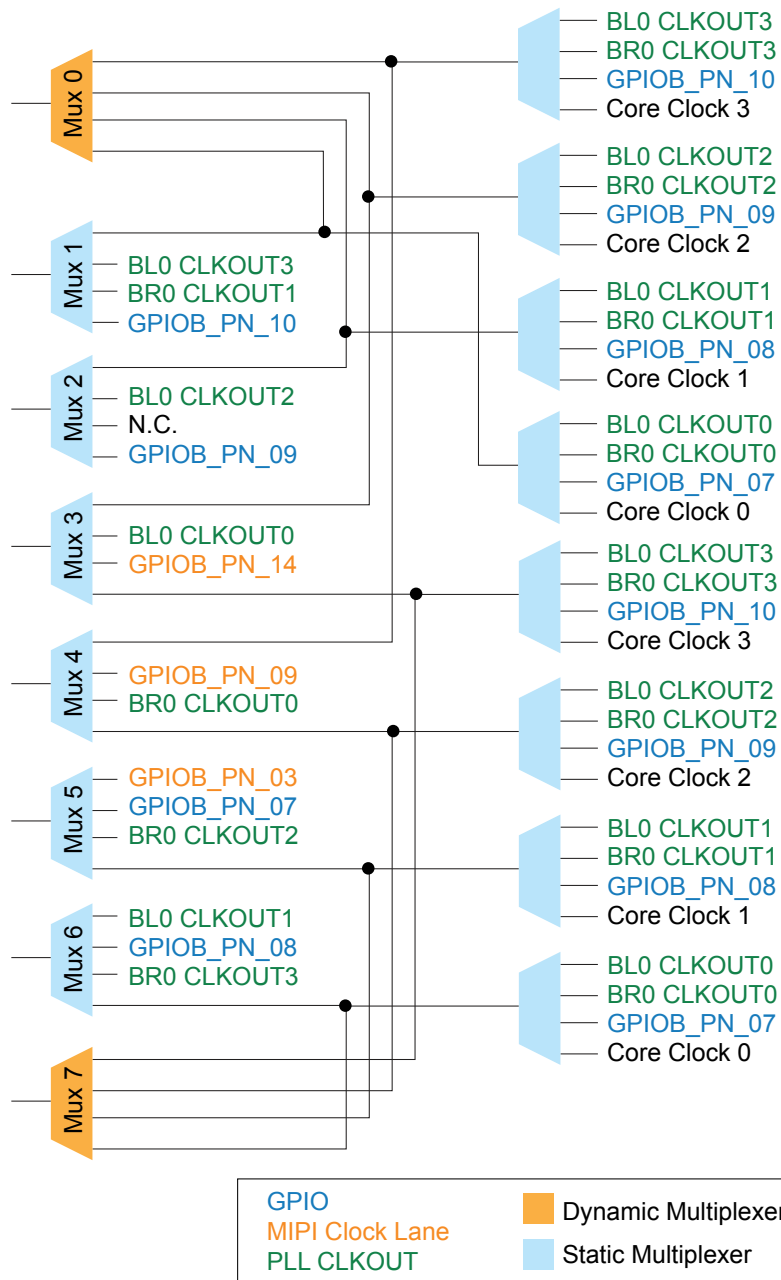 Mux 0
BL0 CLKOUT3
BR0 CLKOUT3
GPIOB_PN_10
Core Clock 3
BL0 CLKOUT2
BR0 CLKOUT2
GPIOB_PN_09
Core Clock 2
Mux 1
BL0 CLKOUT3
BR0 CLKOUT1
GPIOB_PN_10
BL0 CLKOUT1
BR0 CLKOUT1
GPIOB_PN_08
Core Clock 1
Mux 2
BL0 CLKOUT2
N.C.
GPIOB_PN_09
BL0 CLKOUT0
BR0 CLKOUT0
GPIOB_PN_07
Core Clock 0
Mux 3
BL0 CLKOUT0
GPIOB_PN_14
BL0 CLKOUT3
BR0 CLKOUT3
GPIOB_PN_10
Core Clock 3
Mux 4
GPIOB_PN_09
BR0 CLKOUT0
BL0 CLKOUT2
BR0 CLKOUT2
GPIOB_PN_09
Core Clock 2
Mux 5
GPIOB_PN_03
GPIOB_PN_07
BR0 CLKOUT2
BL0 CLKOUT1
BR0 CLKOUT1
GPIOB_PN_08
Core Clock 1
Mux 6
BL0 CLKOUT1
GPIOB_PN_08
BR0 CLKOUT3
BL0 CLKOUT0
BR0 CLKOUT0
GPIOB_PN_07
Core Clock 0
Mux 7
GPIO
MIPI Clock Lane
PLL CLKOUT
Dynamic Multiplexer
Static Multiplexer